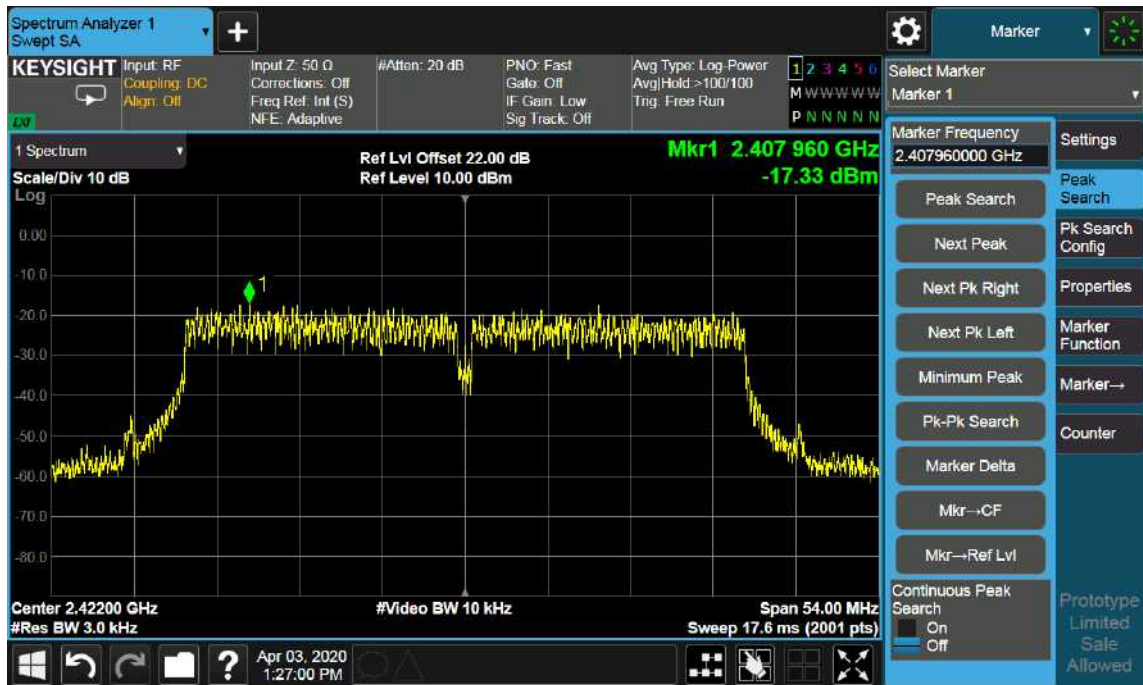 Spectrum Analyzer 1
Swept SA
Marker
KEYSIGHT
Input: RF
Coupling: DC
Align: Off
Input Z: 50 Ω
Corrections: Off
Freq Ref: Int (S)
NFE: Adaptive
#Atten: 20 dB
PNO: Fast
Gate: Off
IF Gain: Low
Sig Track: Off
Avg Type: Log-Power
Avg|Hold:>100/100
Trig: Free Run
1 2 3 4 5 6
M W W W W W
P N N N N N
Select Marker
Marker 1
LXI
1 Spectrum
Scale/Div 10 dB
Log
Ref Lvl Offset 22.00 dB
Ref Level 10.00 dBm
Mkr1 2.407 960 GHz
-17.33 dBm
0.00
-10.0
-20.0
-30.0
-40.0
-50.0
-60.0
-70.0
-80.0
1
Center 2.42200 GHz
#Res BW 3.0 kHz
#Video BW 10 kHz
Span 54.00 MHz
Sweep 17.6 ms (2001 pts)
Marker Frequency
2.407960000 GHz
Peak Search
Next Peak
Next Pk Right
Next Pk Left
Minimum Peak
Pk-Pk Search
Marker Delta
Mkr→CF
Mkr→Ref Lvl
Continuous Peak
Search
On
Off
Settings
Peak
Search
Pk Search
Config
Properties
Marker
Function
Marker→
Counter
Prototype
Limited
Sale
Allowed
?
Apr 03, 2020
1:27:00 PM